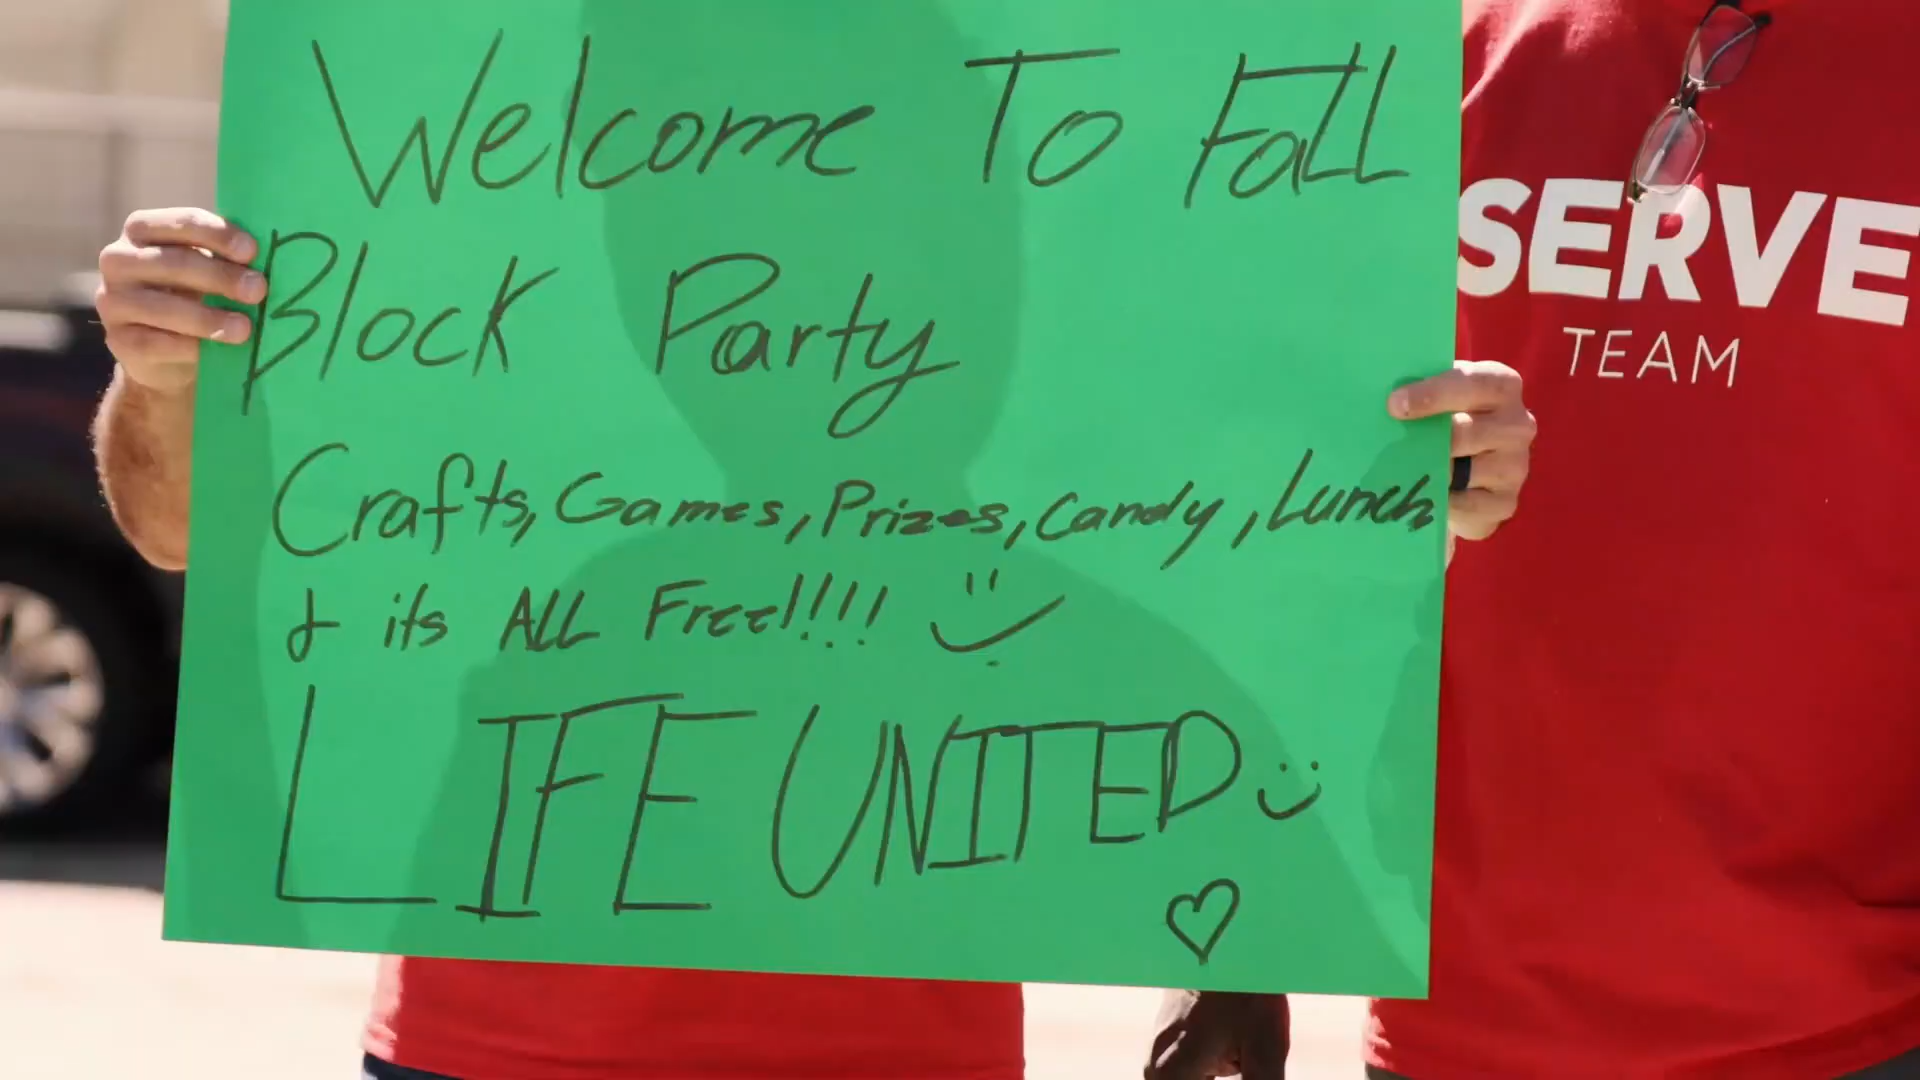 Welcome To Fall
Block Party
Crafts, Games, Prizes, Candy, Lunch
& its ALL Free!!!!
LIFE UNITED
SERVE
TEAM